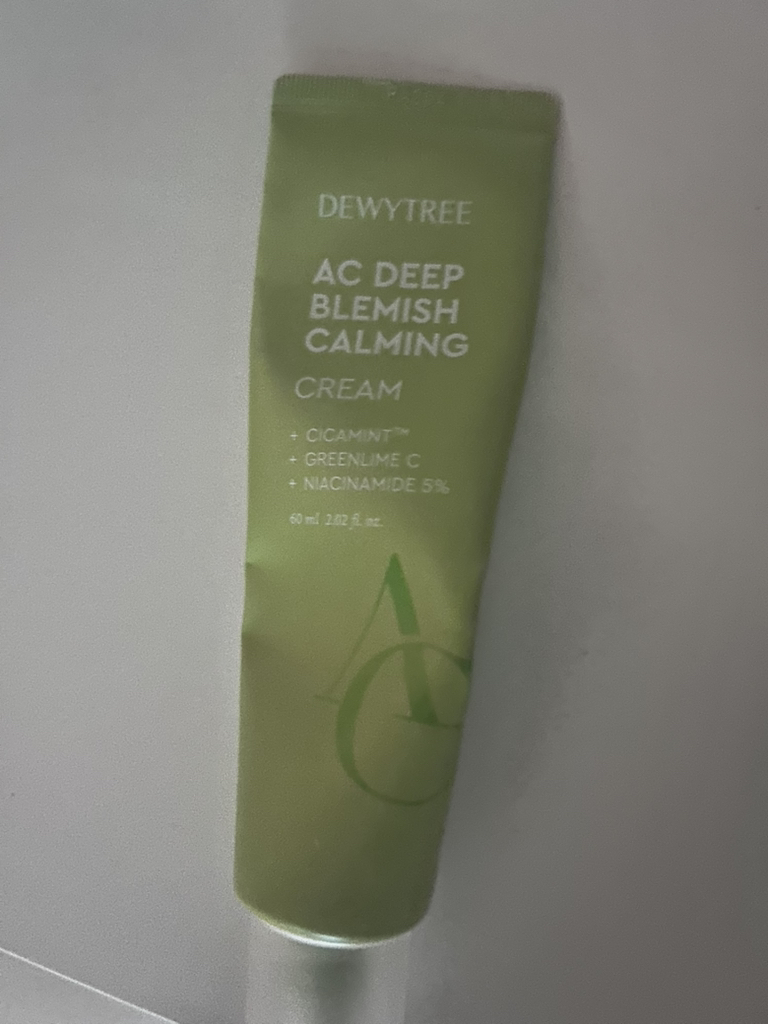 DEWYTREE
AC DEEP
BLEMISH
CALMING
CREAM
+ CICAMINT™
+ GREENLIME C
+ NIACINAMIDE 5%
60 ml 2.02 fl. oz.
AC